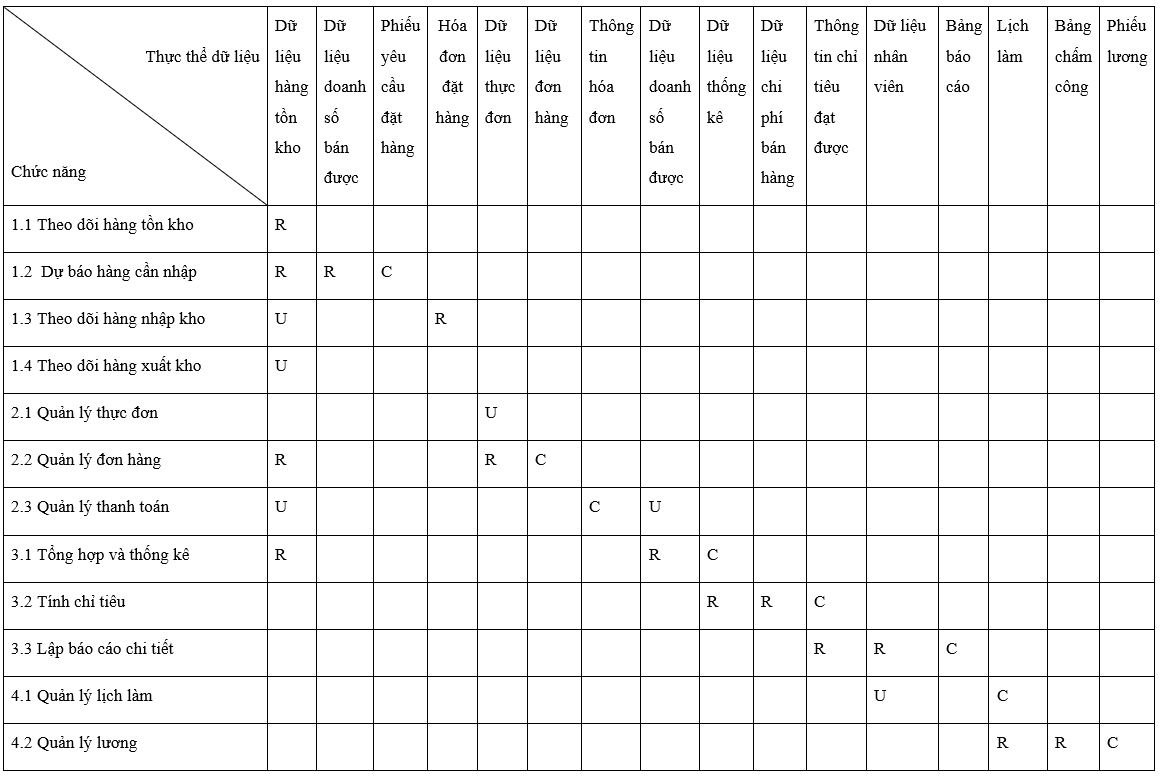 Thực thể dữ liệu
Chức năng
Dữ liệu hàng tồn kho
Dữ liệu doanh số bán được
Phiếu yêu cầu đặt hàng
Hóa đơn đặt hàng
Dữ liệu thực đơn
Dữ liệu đơn hàng
Thông tin hóa đơn
Dữ liệu doanh số bán được
Dữ liệu thống kê
Dữ liệu chi phí bán hàng
Thông tin chỉ tiêu đạt được
Dữ liệu nhân viên
Bảng báo cáo
Lịch làm
Bảng chấm công
Phiếu lương
1.1 Theo dõi hàng tồn kho R
1.2 Dự báo hàng cần nhập R R C
1.3 Theo dõi hàng nhập kho U R
1.4 Theo dõi hàng xuất kho U
2.1 Quản lý thực đơn U
2.2 Quản lý đơn hàng R R C
2.3 Quản lý thanh toán U C U
3.1 Tổng hợp và thống kê R R C
3.2 Tính chỉ tiêu R R C
3.3 Lập báo cáo chi tiết R R C
4.1 Quản lý lịch làm U C
4.2 Quản lý lương R R C